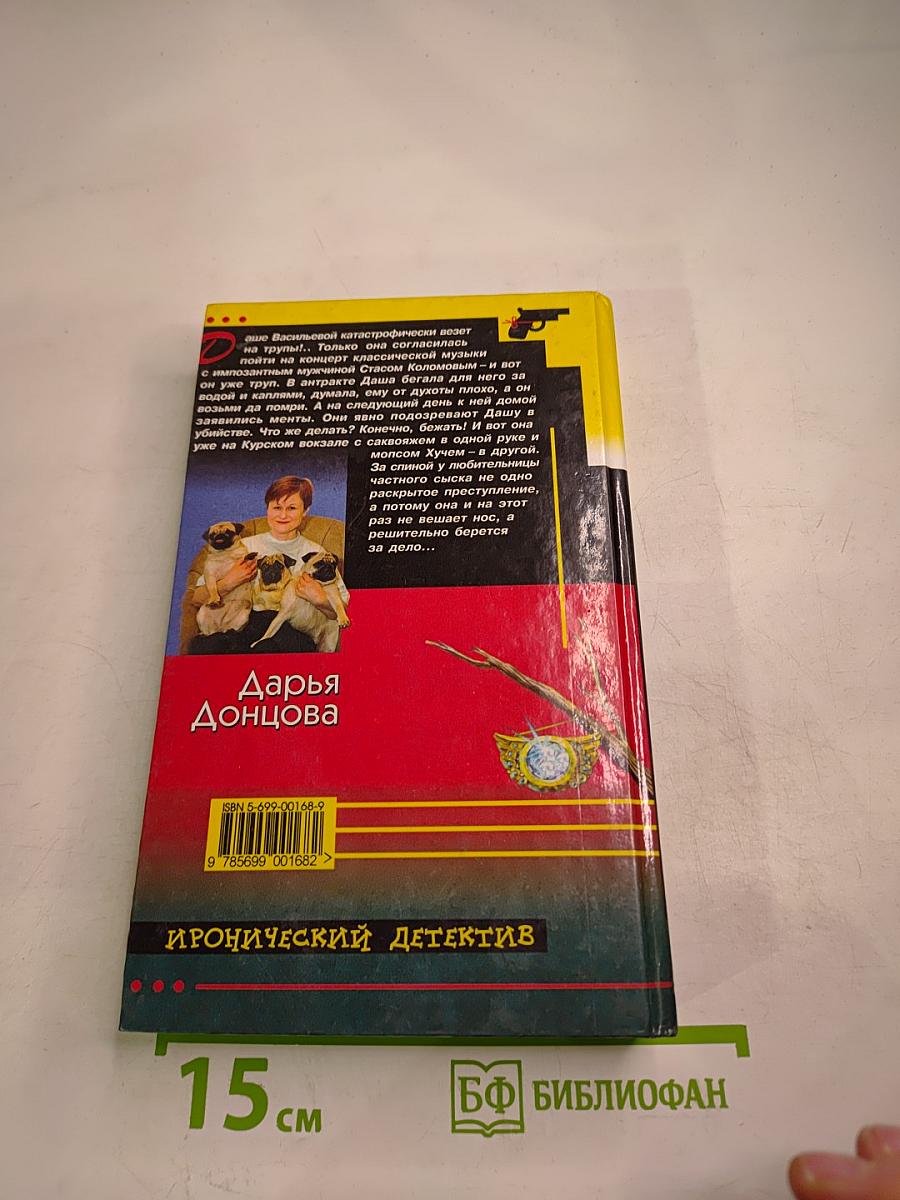 Даше Васильевой катастрофически везет
на трупы!.. Только она согласилась
пойти на концерт классической музыки
с импозантным мужчиной Стасом Коломовым – и вот
он уже труп. В антракте Даша бегала для него за
водой и каплями, думала, ему от духоты плохо, а он
возьми да помри. А на следующий день к ней домой
заявились менты. Они явно подозревают Дашу в
убийстве. Что же делать? Конечно, бежать! И вот она
уже на Курском вокзале с саквояжем в одной руке и
мопсом Хучем – в другой.
За спиной у любительницы
частного сыска не одно
раскрытое преступление,
а потому она и на этот
раз не вешает нос, а
решительно берется
за дело...
Дарья
Донцова
ISBN 5-699-00168-9
9 785699 001682 >
ИРОНИЧЕСКИЙ ДЕТЕКТИВ
15 см
БФ БИБЛИОФАН